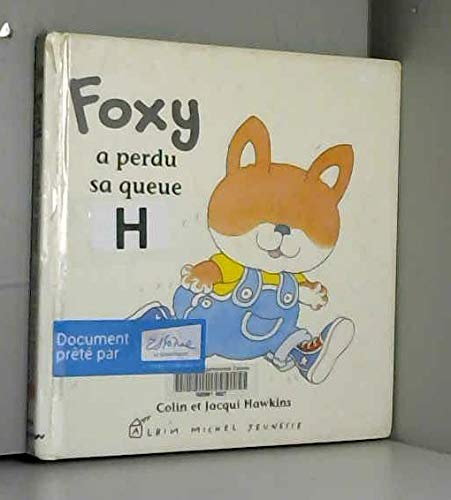 Foxy
a perdu
sa queue
H
Document
prêté par
Colin et Jacqui Hawkins
ALBIN MICHEL JEUNESSE